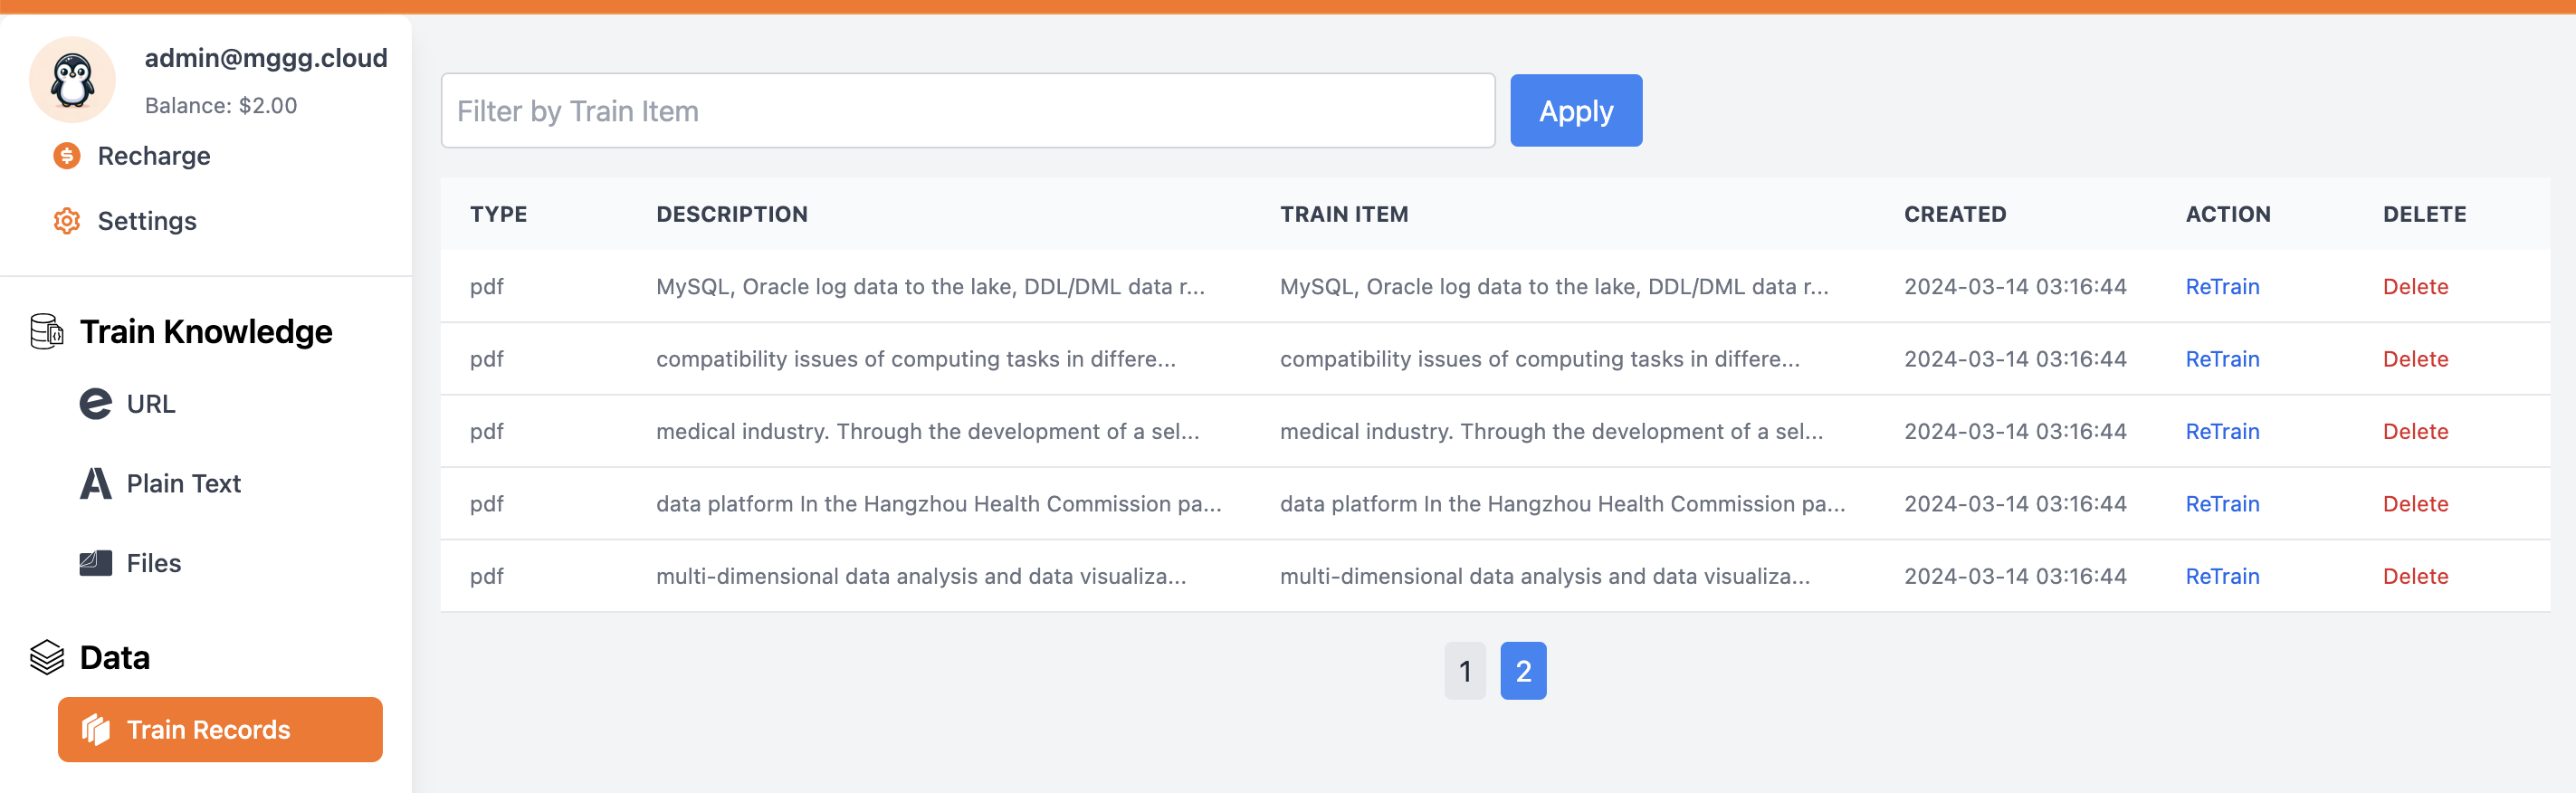 admin@mggg.cloud
Balance: $2.00
Recharge
Settings
Train Knowledge
URL
Plain Text
Files
Data
Train Records
Filter by Train Item
Apply
TYPE DESCRIPTION TRAIN ITEM CREATED ACTION DELETE
pdf MySQL, Oracle log data to the lake, DDL/DML data r... MySQL, Oracle log data to the lake, DDL/DML data r... 2024-03-14 03:16:44 ReTrain Delete
pdf compatibility issues of computing tasks in differe... compatibility issues of computing tasks in differe... 2024-03-14 03:16:44 ReTrain Delete
pdf medical industry. Through the development of a sel... medical industry. Through the development of a sel... 2024-03-14 03:16:44 ReTrain Delete
pdf data platform In the Hangzhou Health Commission pa... data platform In the Hangzhou Health Commission pa... 2024-03-14 03:16:44 ReTrain Delete
pdf multi-dimensional data analysis and data visualiza... multi-dimensional data analysis and data visualiza... 2024-03-14 03:16:44 ReTrain Delete
1 2